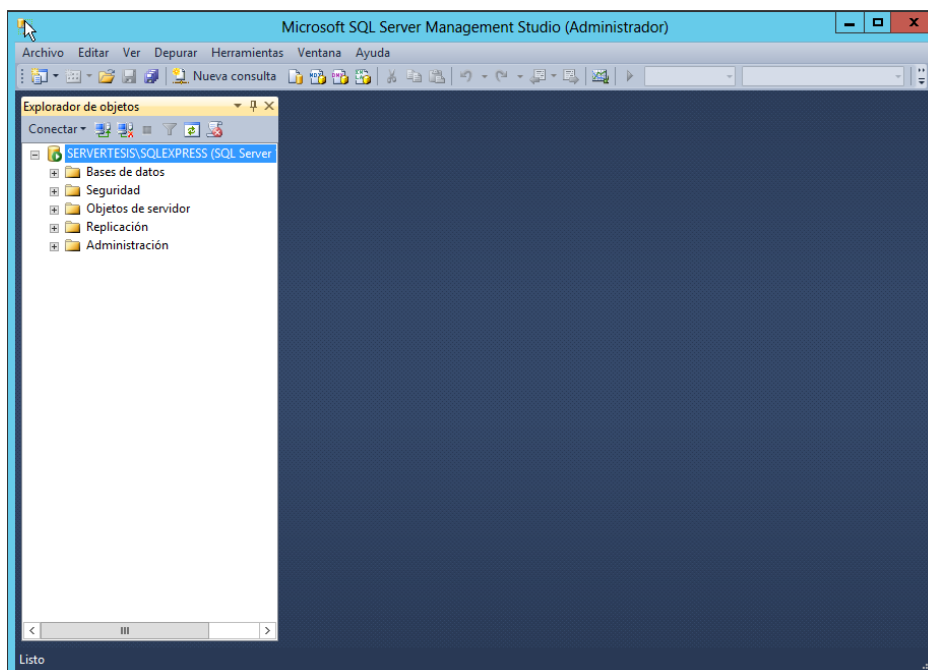 Microsoft SQL Server Management Studio (Administrador)
Archivo Editar Ver Depurar Herramientas Ventana Ayuda
Nueva consulta
Explorador de objetos
Conectar
SERVERTESIS\SQLEXPRESS (SQL Server
Bases de datos
Seguridad
Objetos de servidor
Replicación
Administración
Listo